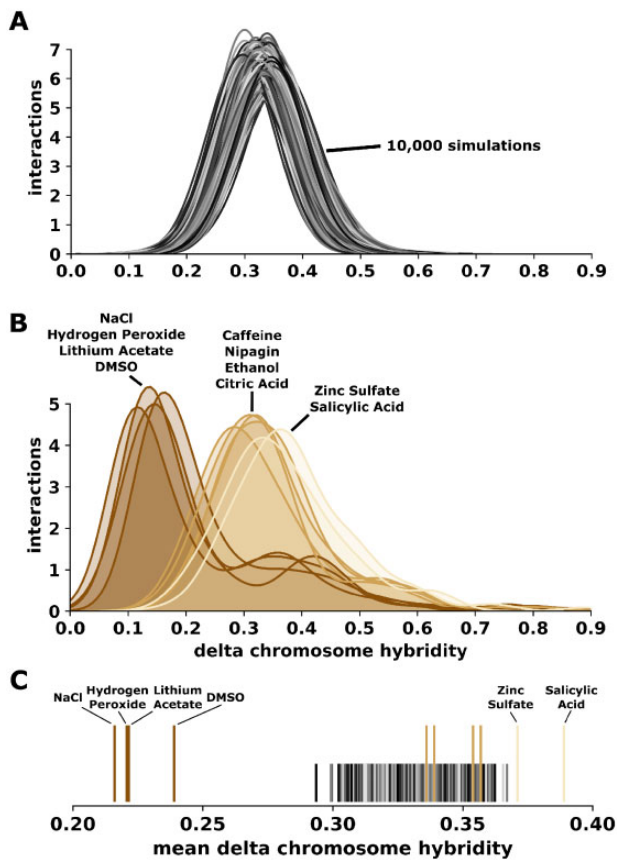 A
7
6
5
4
3
2
1
0
interactions
10,000 simulations
0.0 0.1 0.2 0.3 0.4 0.5 0.6 0.7 0.8 0.9
B
NaCl
Hydrogen Peroxide
Lithium Acetate
DMSO
Caffeine
Nipagin
Ethanol
Citric Acid
Zinc Sulfate
Salicylic Acid
5
4
3
2
1
0
interactions
0.0 0.1 0.2 0.3 0.4 0.5 0.6 0.7 0.8 0.9
delta chromosome hybridity
C
NaCl
Hydrogen
Peroxide
Lithium
Acetate
DMSO
Zinc
Sulfate
Salicylic
Acid
0.20 0.25 0.30 0.35 0.40
mean delta chromosome hybridity